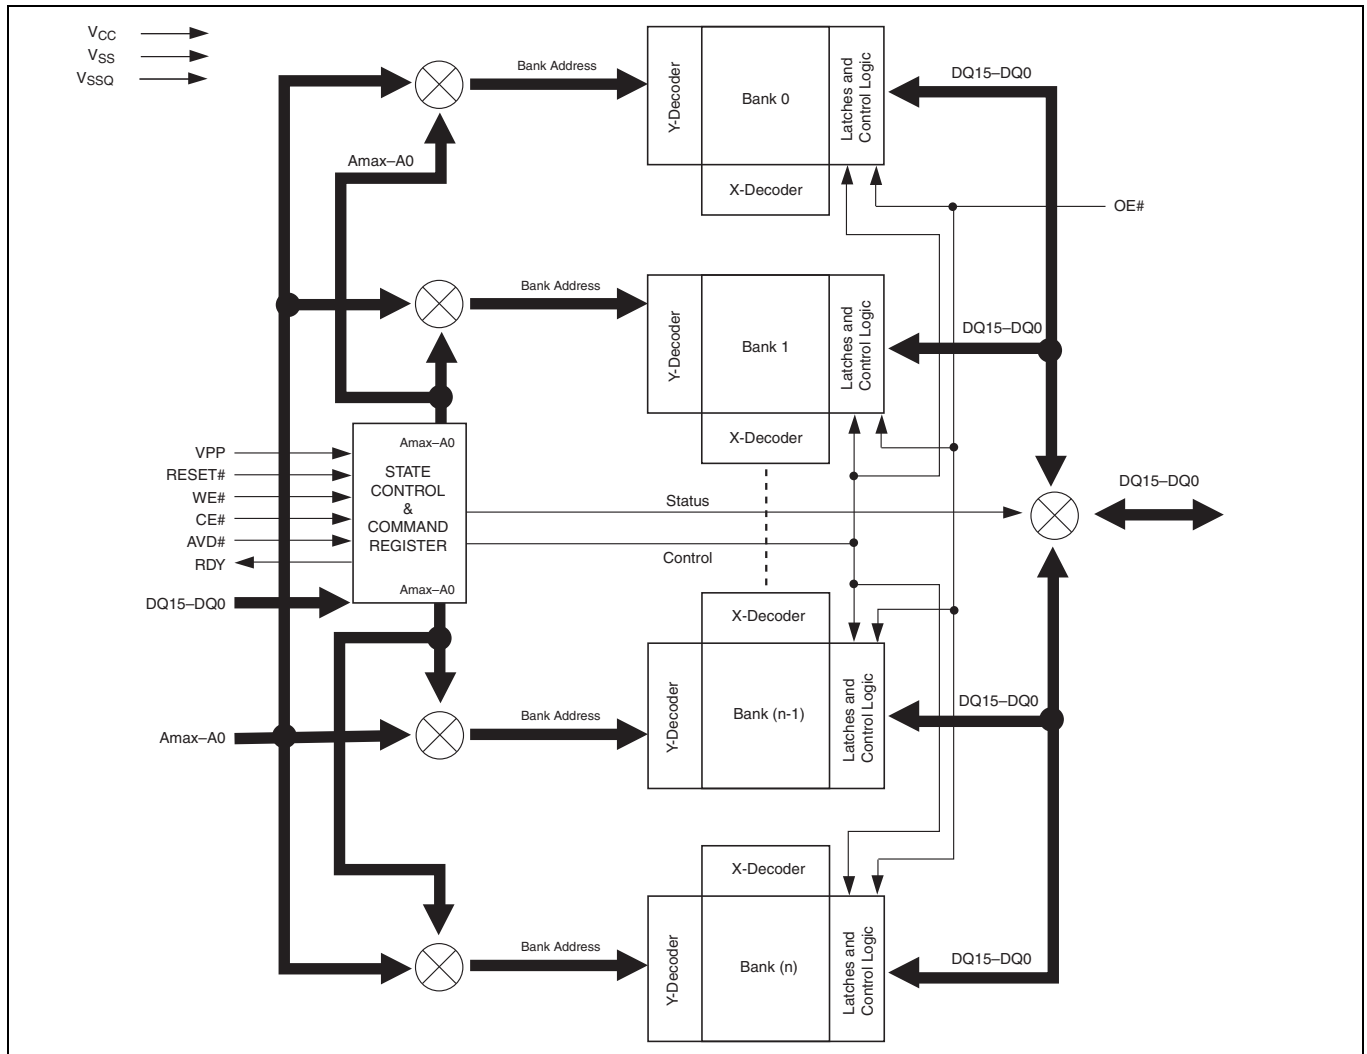 VCC
VSS
VSSQ
Bank Address
Y-Decoder
Bank 0
Latches and
Control Logic
DQ15–DQ0
Amax–A0
X-Decoder
OE#
Bank Address
Y-Decoder
Bank 1
Latches and
Control Logic
DQ15–DQ0
X-Decoder
VPP
RESET#
WE#
CE#
AVD#
RDY
DQ15–DQ0
Amax–A0
STATE
CONTROL
&
COMMAND
REGISTER
Amax–A0
Status
Control
DQ15–DQ0
X-Decoder
Amax–A0
Bank Address
Y-Decoder
Bank (n-1)
Latches and
Control Logic
DQ15–DQ0
X-Decoder
Bank Address
Y-Decoder
Bank (n)
Latches and
Control Logic
DQ15–DQ0